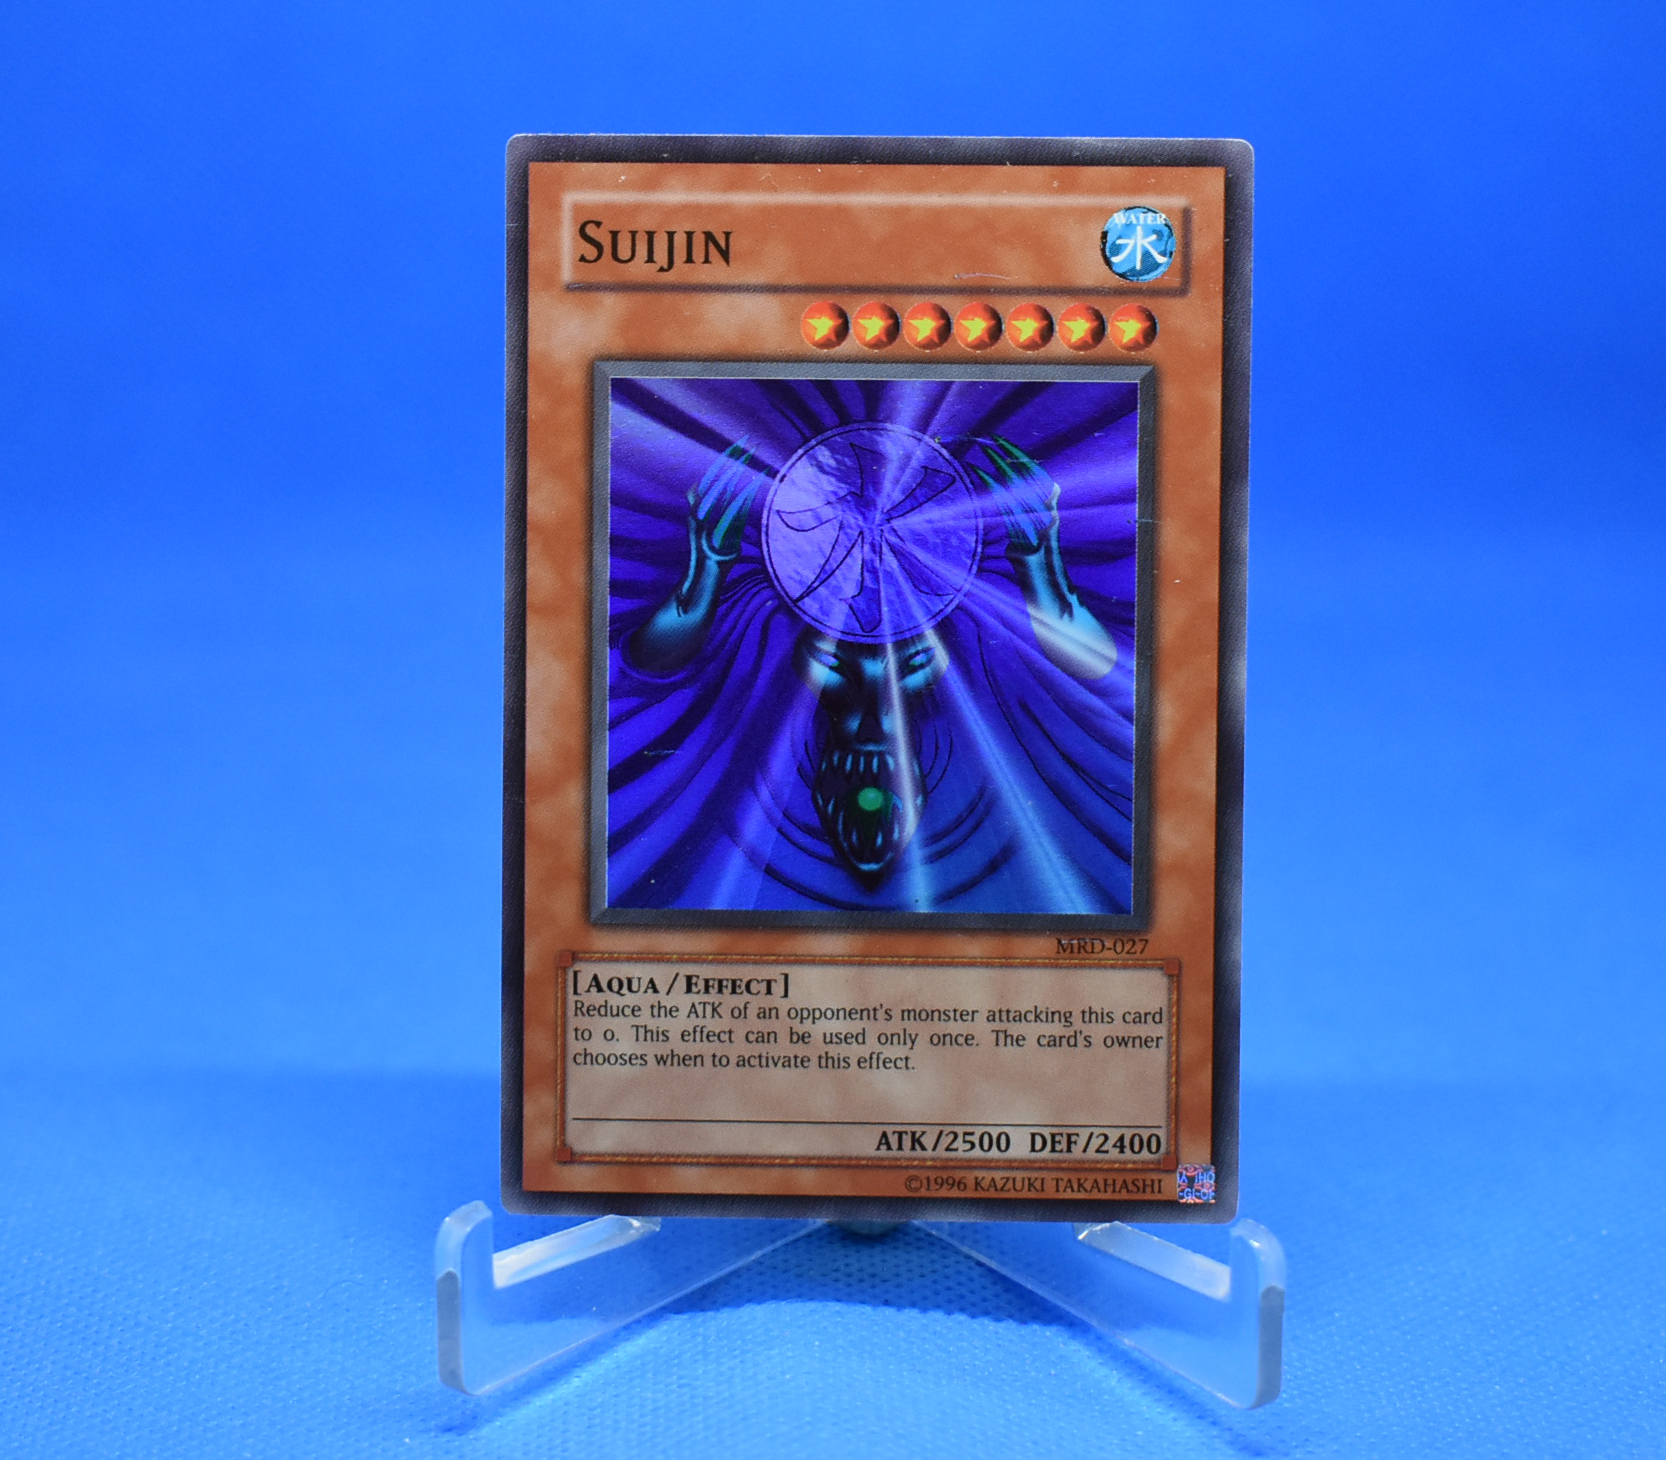 SUIJIN
WATER
水
水
MRD-027
[AQUA / EFFECT]
Reduce the ATK of an opponent's monster attacking this card
to 0. This effect can be used only once. The card's owner
chooses when to activate this effect.
ATK/2500 DEF/2400
©1996 KAZUKI TAKAHASHI